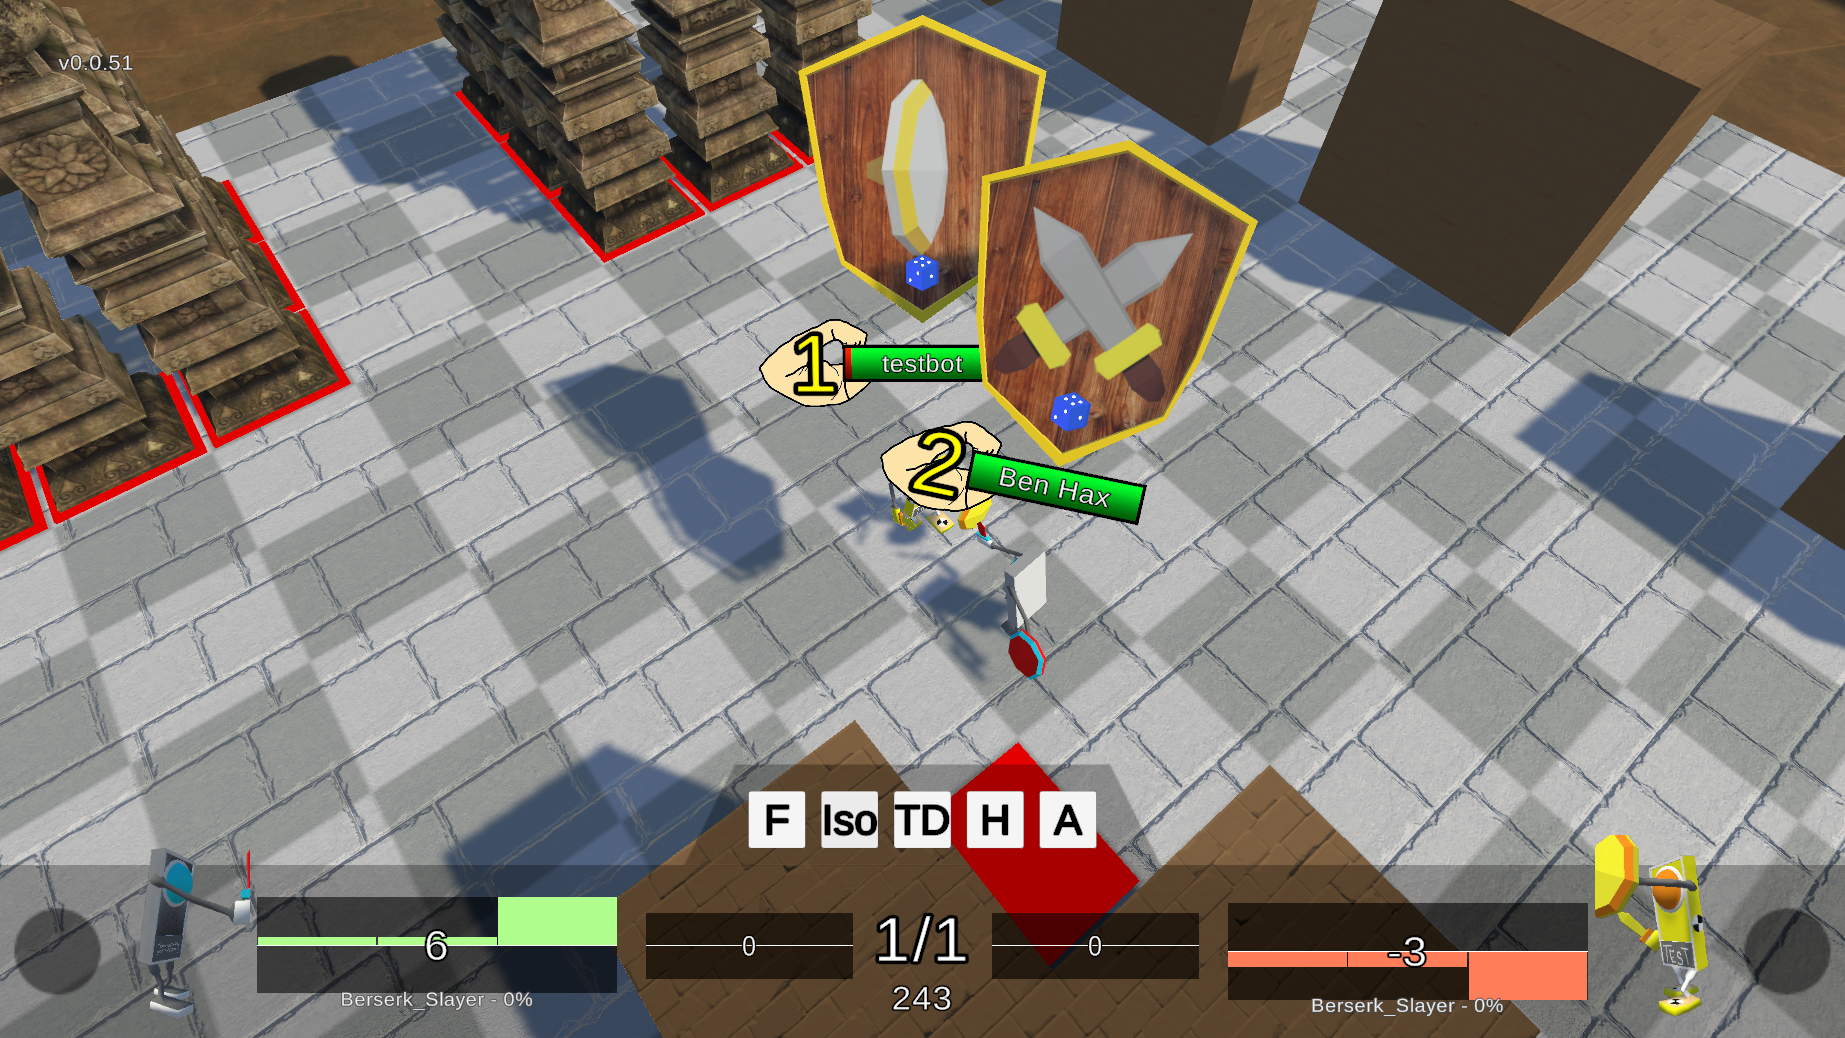 v0.0.51
1
testbot
2
Ben Hax
F
Iso
TD
H
A
6
0
1/1
0
-3
Berserk_Slayer - 0%
243
Berserk_Slayer - 0%
TEST